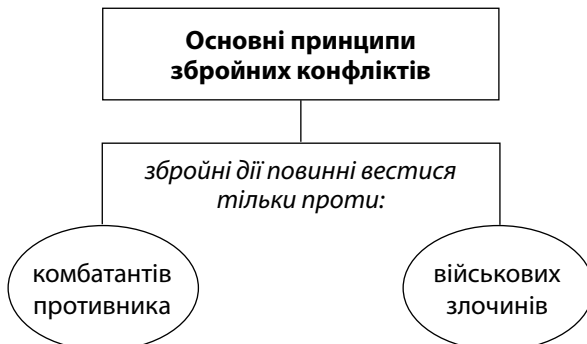 Основні принципи
збройних конфліктів
збройні дії повинні вестися
тільки проти:
комбатантів
противника
військових
злочинів